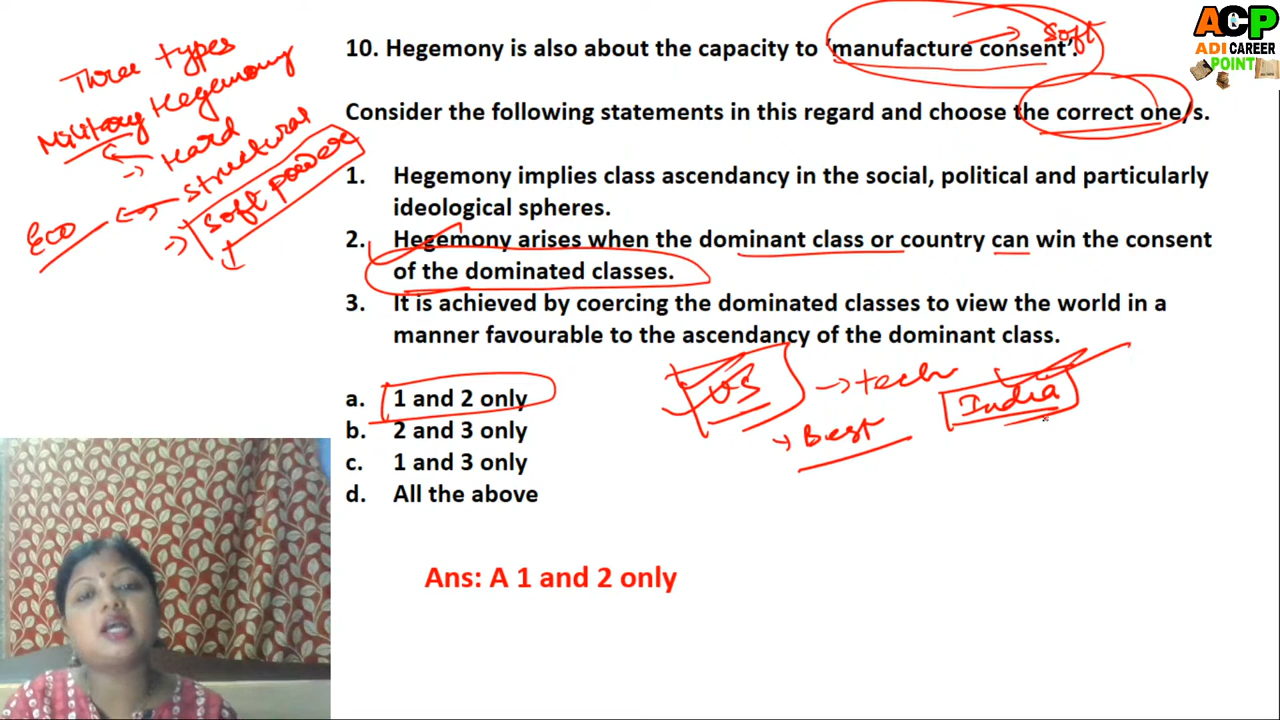 ACP
ADI CAREER
POINT
10. Hegemony is also about the capacity to 'manufacture consent'.
Soft
Consider the following statements in this regard and choose the correct one/s.
1. Hegemony implies class ascendancy in the social, political and particularly
ideological spheres.
2. Hegemony arises when the dominant class or country can win the consent
of the dominated classes.
3. It is achieved by coercing the dominated classes to view the world in a
manner favourable to the ascendancy of the dominant class.
a. 1 and 2 only
b. 2 and 3 only
c. 1 and 3 only
d. All the above
Ans: A 1 and 2 only
Three types
Military Hegemony
Hard
structural
Eco
Soft power
US
tech
Best
India